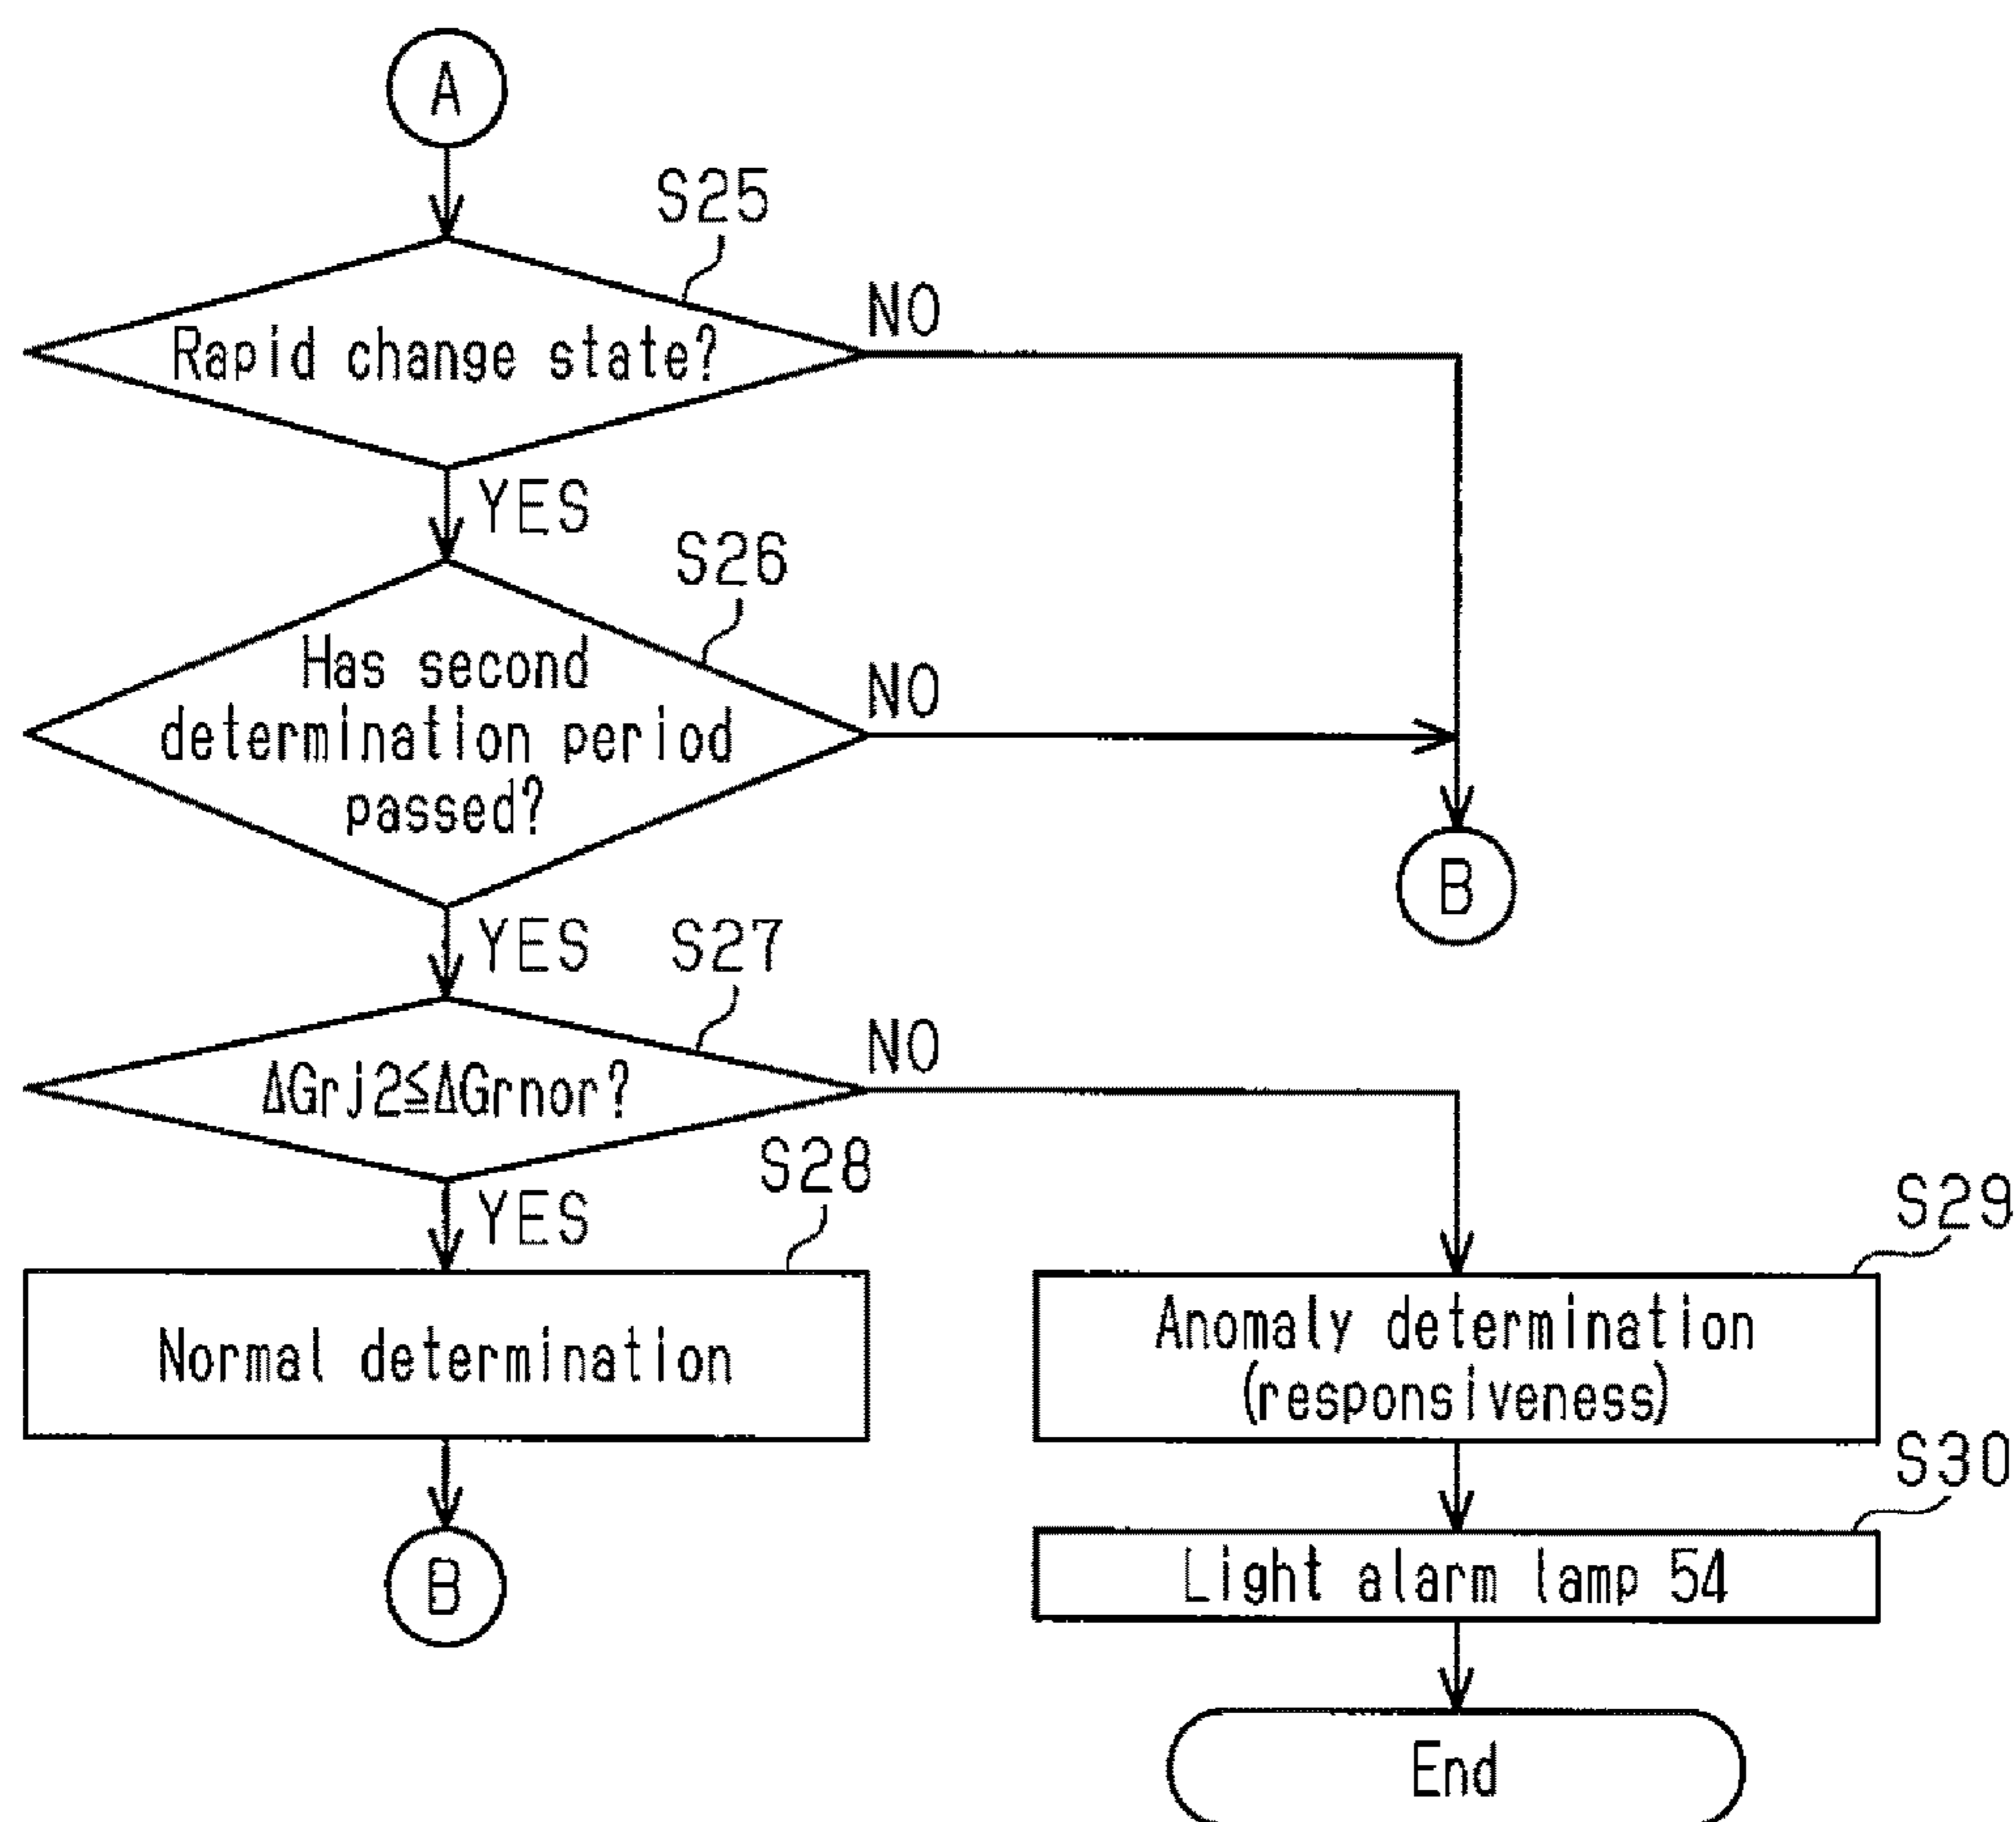 A
S25
Rapid change state?
NO
YES
S26
Has second
determination period
passed?
NO
B
YES
S27
ΔGrj2≦ΔGrnor?
NO
YES
S28
Normal determination
S29
Anomaly determination
(responsiveness)
S30
Light alarm lamp 54
B
End